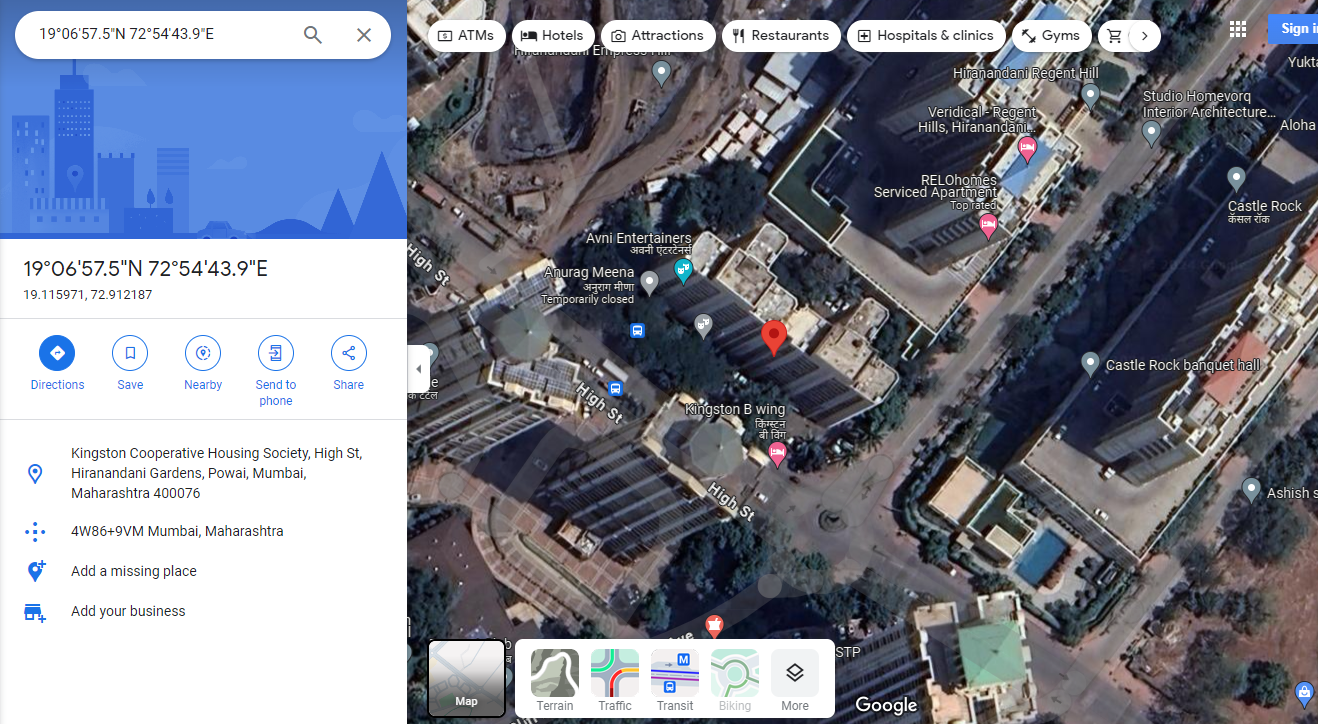 19°06'57.5"N 72°54'43.9"E
ATMs
Hotels
Attractions
Restaurants
Hospitals & clinics
Gyms
Sign in
19°06'57.5"N 72°54'43.9"E
19.115971, 72.912187
Directions
Save
Nearby
Send to
phone
Share
Kingston Cooperative Housing Society, High St,
Hiranandani Gardens, Powai, Mumbai,
Maharashtra 400076
4W86+9VM Mumbai, Maharashtra
Add a missing place
Add your business
Hiranandani Empress Hill
Hiranandani Regent Hill
Veridical - Regent
Hills, Hiranandani...
Studio Homevorq
Interior Architecture...
Yukta
Aloha
RELOhomes
Serviced Apartment
Top rated
Castle Rock
कॅसल रॉक
Avni Entertainers
अवनी एंटरटेनर्स
Anurag Meena
अनुराग मीणा
Temporarily closed
High St
High St
Castle Rock banquet hall
Kingston B wing
किंग्स्टन
बी विंग
High St
Ashish s
STP
Map
Terrain
Traffic
M
Transit
Biking
More
Google